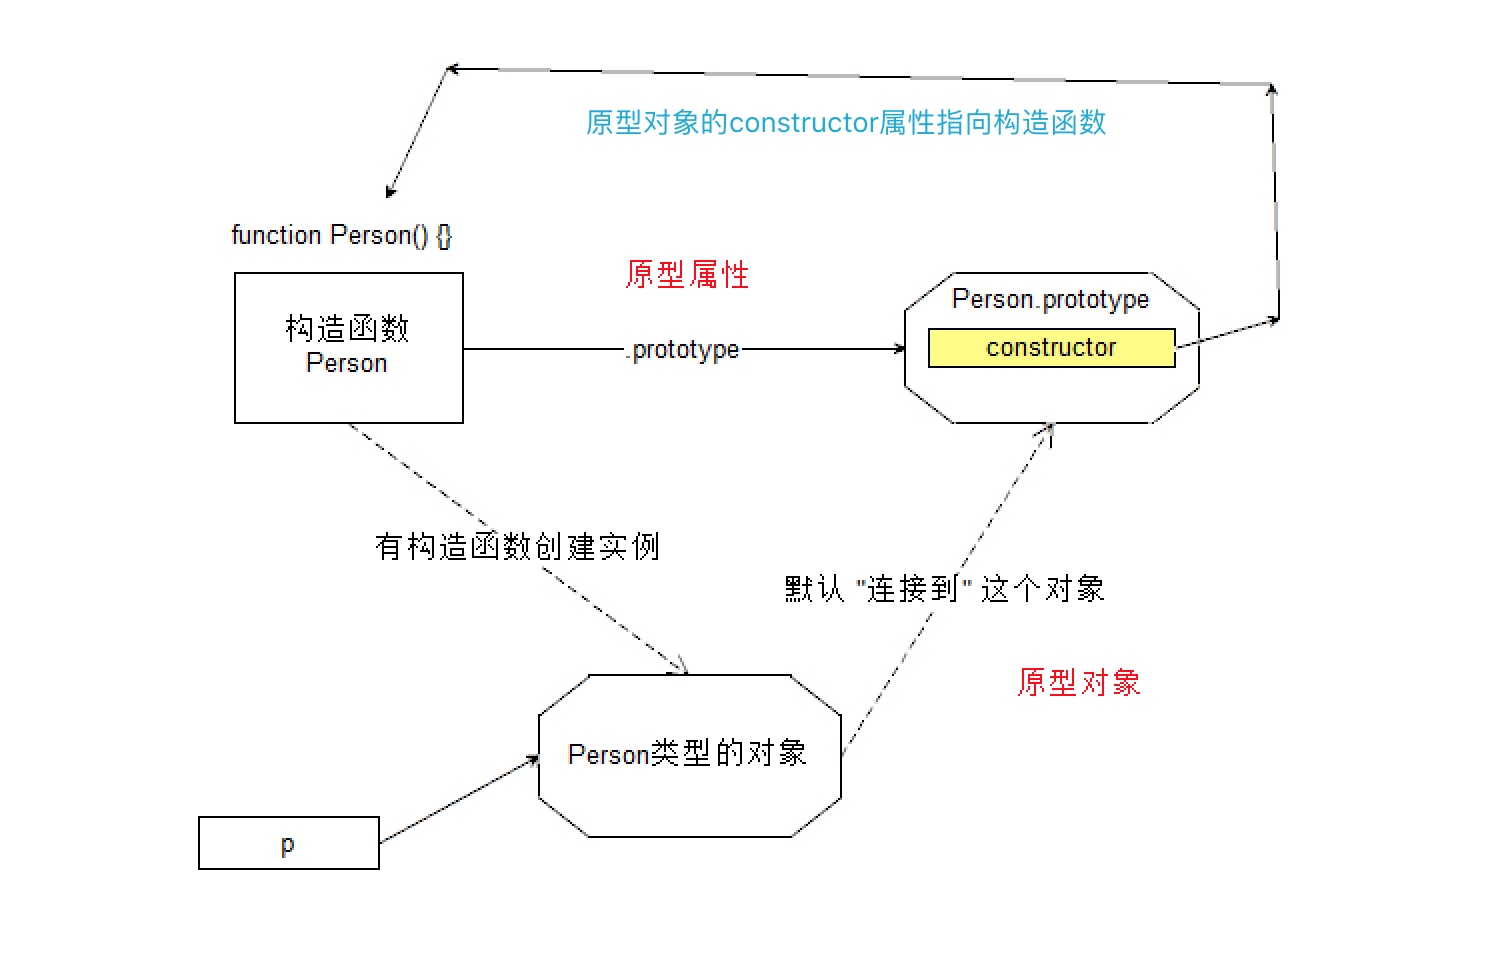 原型对象的constructor属性指向构造函数
function Person() {}
原型属性
Person.prototype
构造函数
Person
.prototype
constructor
有构造函数创建实例
默认 "连接到" 这个对象
原型对象
Person类型的对象
p